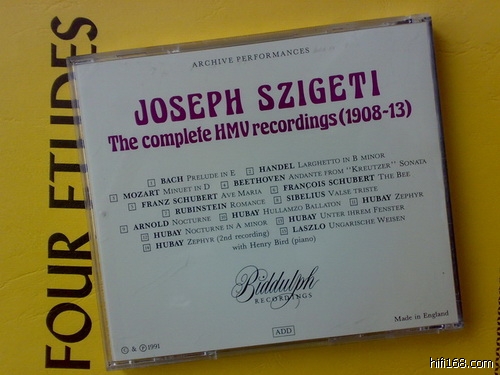 FOUR ETUDES
ARCHIVE PERFORMANCES
JOSEPH SZIGETI
The complete HMV recordings (1908-13)
1 BACH PRELUDE IN E 2 HANDEL LARGHETTO IN B MINOR
3 MOZART MINUET IN D 4 BEETHOVEN ANDANTE FROM "KREUTZER" SONATA
5 FRANZ SCHUBERT AVE MARIA 6 FRANÇOIS SCHUBERT THE BEE
7 RUBINSTEIN ROMANCE 8 SIBELIUS VALSE TRISTE
9 ARNOLD NOCTURNE 10 HUBAY HULLAMZO BALLATON 11 HUBAY ZEPHYR
12 HUBAY NOCTURNE IN A MINOR 13 HUBAY UNTER IHREM FENSTER
14 HUBAY ZEPHYR (2nd recording) 15 LASZLO UNGARISCHE WEISEN
with Henry Bird (piano)
Biddulph
RECORDINGS
Made in England
ADD
© & ℗ 1991
hifi168.com